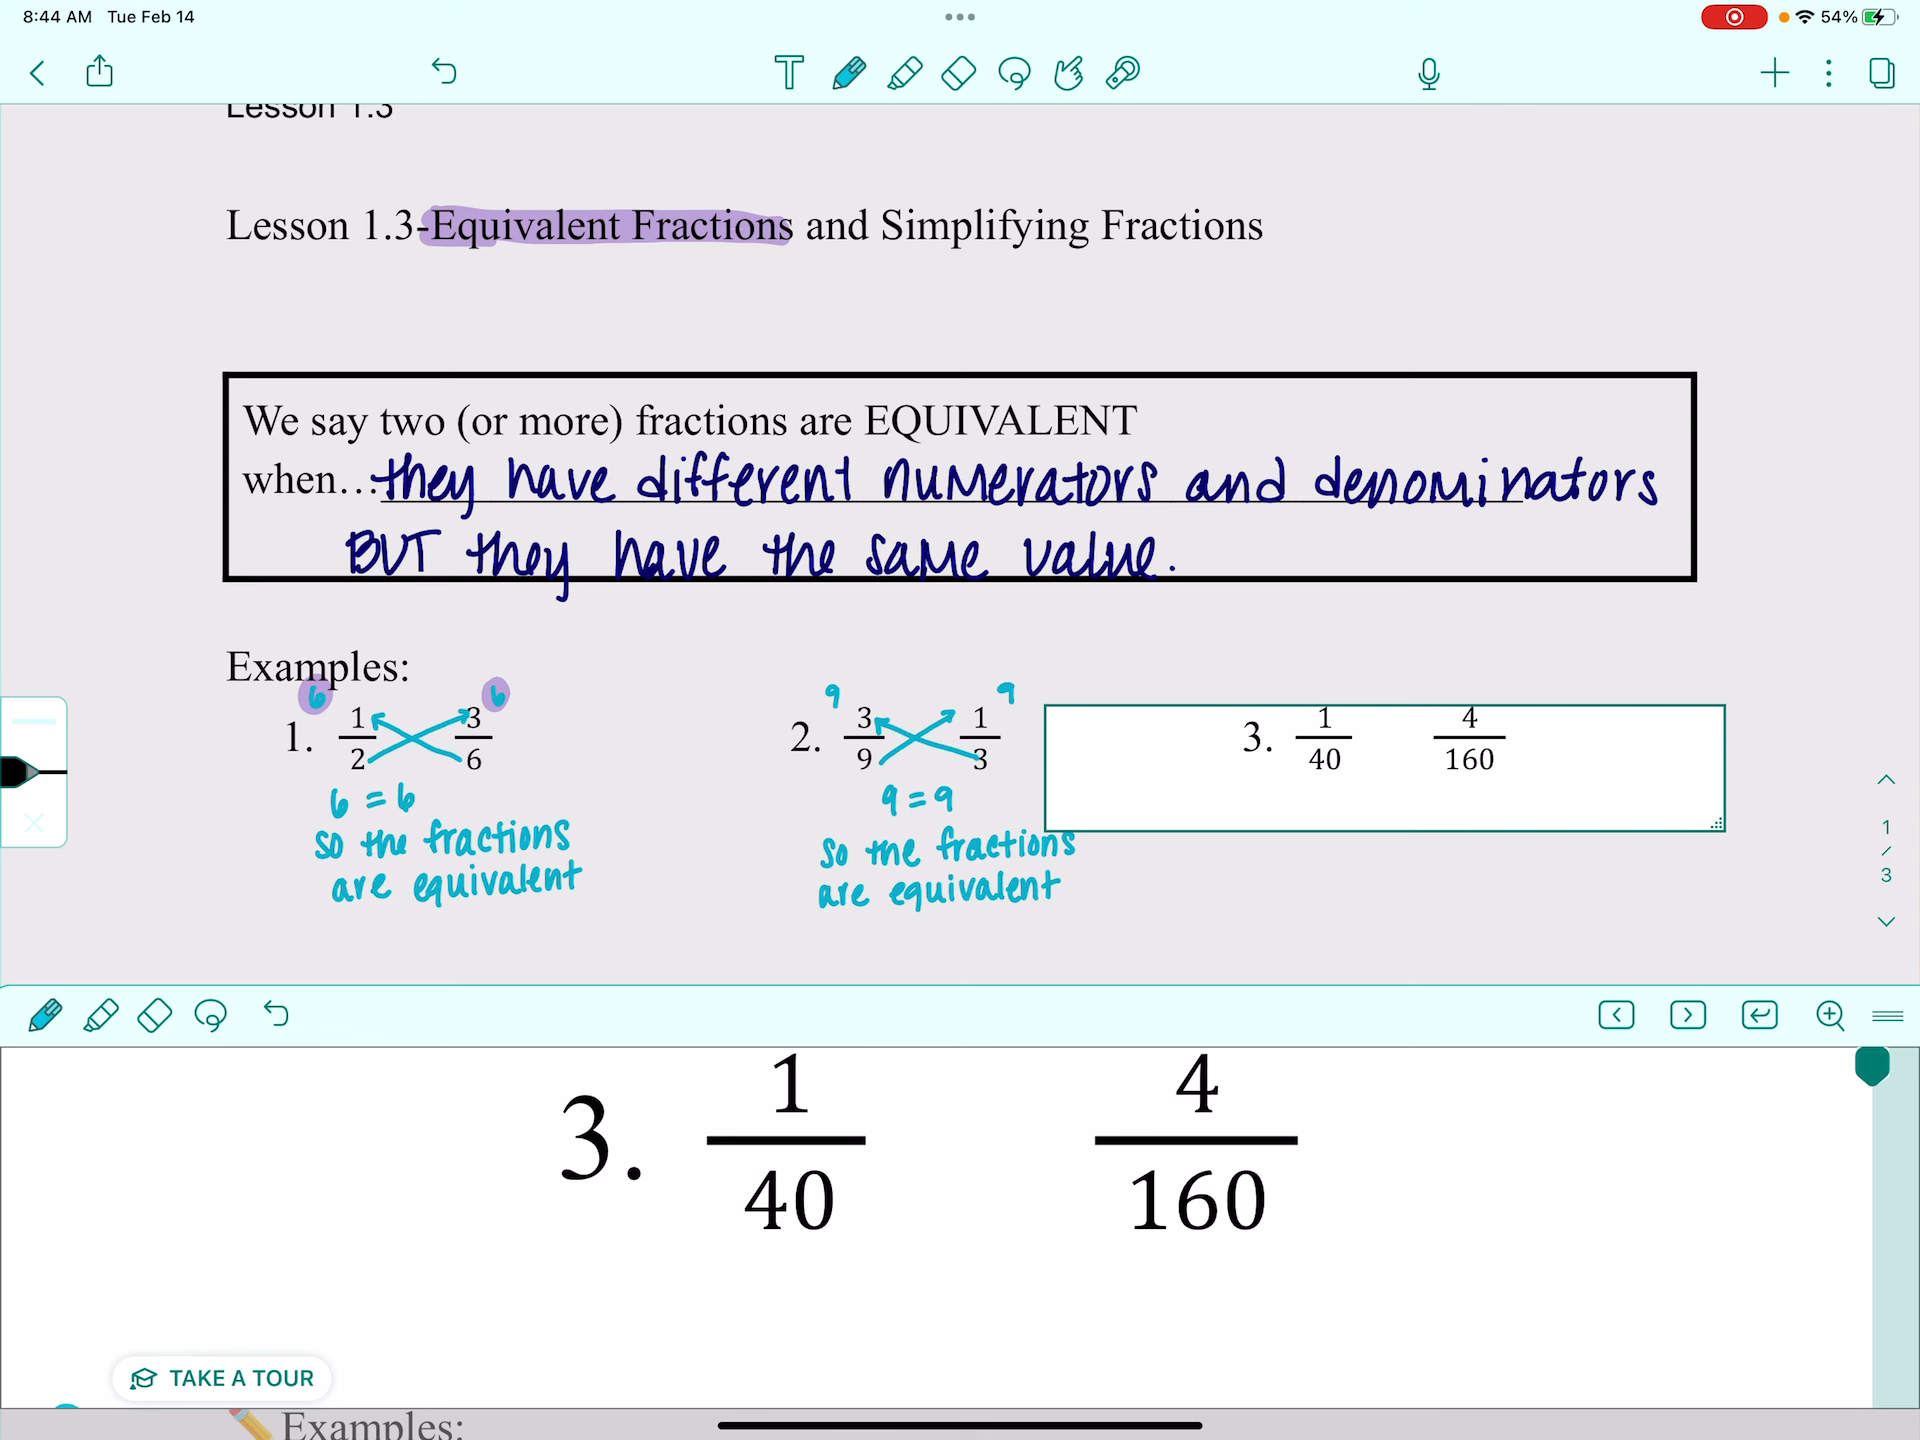 8:44 AM Tue Feb 14
54%
T
Lesson 1.3
Lesson 1.3-Equivalent Fractions and Simplifying Fractions
We say two (or more) fractions are EQUIVALENT
when...they have different numerators and denominators
BUT they have the same value.
Examples:
6 6
1. 1/2 3/6
6 = 6
so the fractions
are equivalent
9 9
2. 3/9 1/3
9 = 9
so the fractions
are equivalent
3. 1/40 4/160
1
/
3
3. 1/40 4/160
TAKE A TOUR
Examples: